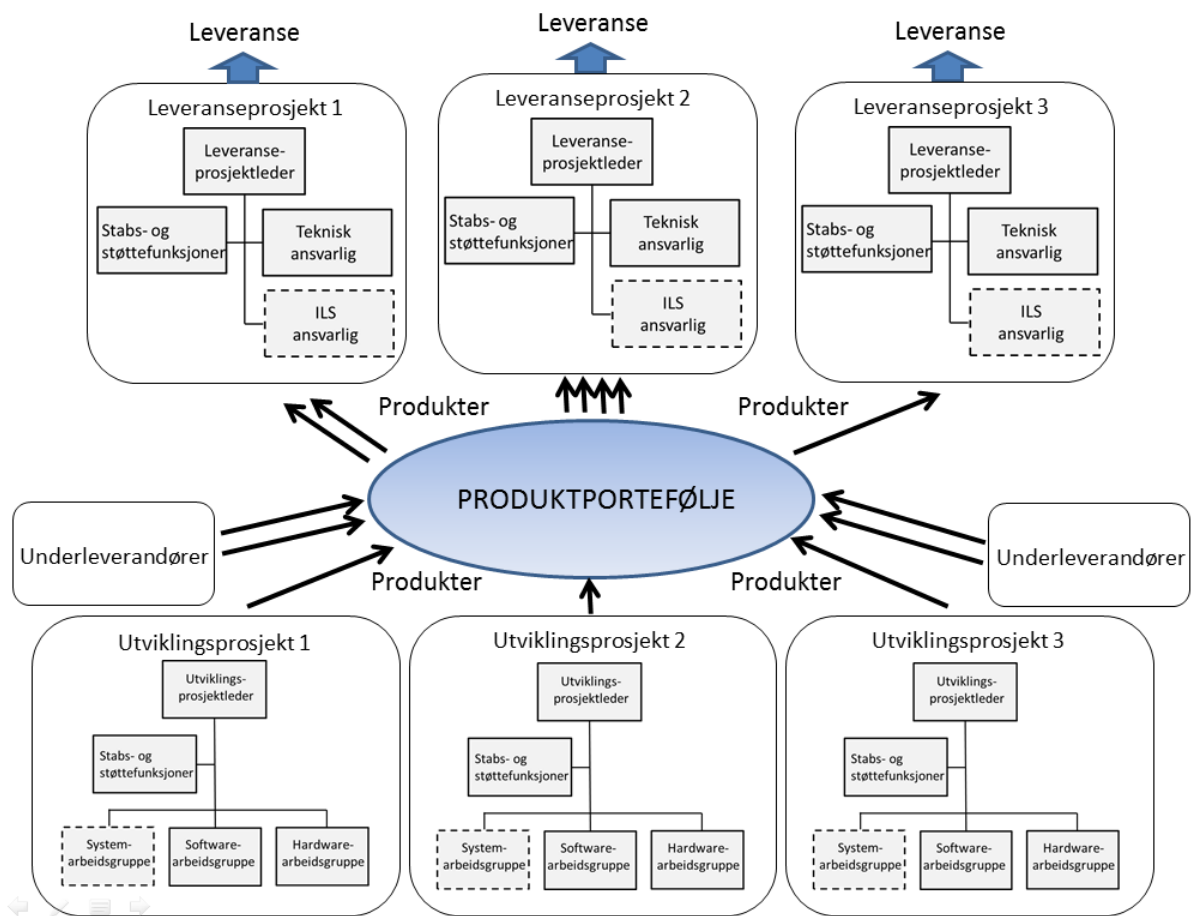 Leveranse
Leveranse
Leveranse
Leveranseprosjekt 1
Leveranse-
prosjektleder
Stabs- og
støttefunksjoner
Teknisk
ansvarlig
ILS
ansvarlig
Leveranseprosjekt 2
Leveranse-
prosjektleder
Stabs- og
støttefunksjoner
Teknisk
ansvarlig
ILS
ansvarlig
Leveranseprosjekt 3
Leveranse-
prosjektleder
Stabs- og
støttefunksjoner
Teknisk
ansvarlig
ILS
ansvarlig
Produkter
Produkter
PRODUKTPORTEFØLJE
Underleverandører
Underleverandører
Produkter
Produkter
Utviklingsprosjekt 1
Utviklings-
prosjektleder
Stabs- og
støttefunksjoner
System-
arbeidsgruppe
Software-
arbeidsgruppe
Hardware-
arbeidsgruppe
Utviklingsprosjekt 2
Utviklings-
prosjektleder
Stabs- og
støttefunksjoner
System-
arbeidsgruppe
Software-
arbeidsgruppe
Hardware-
arbeidsgruppe
Utviklingsprosjekt 3
Utviklings-
prosjektleder
Stabs- og
støttefunksjoner
System-
arbeidsgruppe
Software-
arbeidsgruppe
Hardware-
arbeidsgruppe